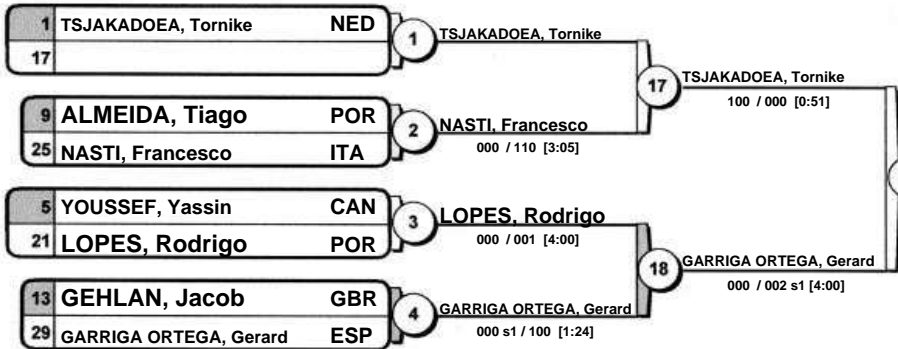 1 TSJAKADOEA, Tornike NED
17
1 TSJAKADOEA, Tornike
9 ALMEIDA, Tiago POR
25 NASTI, Francesco ITA
2 NASTI, Francesco
000 / 110 [3:05]
17 TSJAKADOEA, Tornike
100 / 000 [0:51]
5 YOUSSEF, Yassin CAN
21 LOPES, Rodrigo POR
3 LOPES, Rodrigo
000 / 001 [4:00]
13 GEHLAN, Jacob GBR
29 GARRIGA ORTEGA, Gerard ESP
4 GARRIGA ORTEGA, Gerard
000 s1 / 100 [1:24]
18 GARRIGA ORTEGA, Gerard
000 / 002 s1 [4:00]